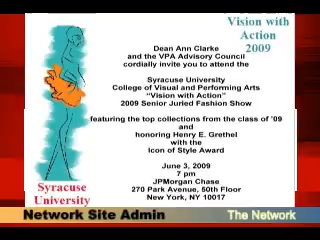 Vision with
Action
2009
Dean Ann Clarke
and the VPA Advisory Council
cordially invite you to attend the
Syracuse University
College of Visual and Performing Arts
"Vision with Action"
2009 Senior Juried Fashion Show
featuring the top collections from the class of '09
and
honoring Henry E. Grethel
with the
Icon of Style Award
June 3, 2009
7 pm
JPMorgan Chase
270 Park Avenue, 50th Floor
New York, NY 10017
Syracuse
University
Network Site Admin
The Network